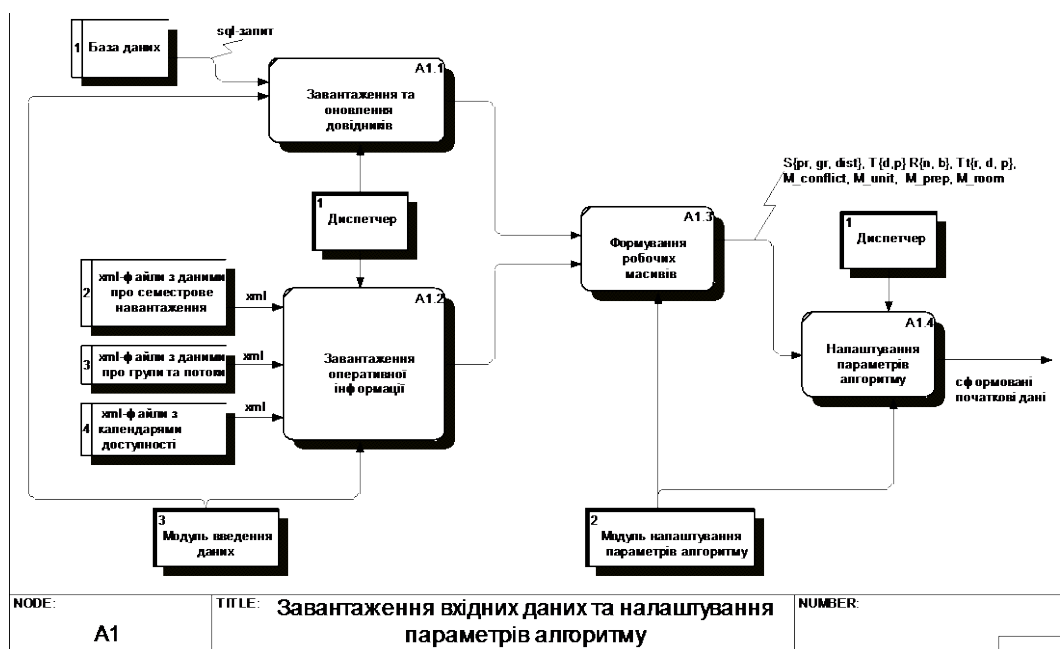 1
База даних
sql-запит
A1.1
Завантаження та
оновлення
довідників
1
Диспетчер
S{pr, gr, dist}, T{d,p} R{n, b}, Tt{r, d, p},
M_conflict, M_unit, M_prep, M_room
A1.3
Формування
робочих
масивів
1
Диспетчер
2
xml-файли з даними
про семестрове
навантаження
xml
3
xml-файли з даними
про групи та потоки
xml
4
xml-файли з
календарями
доступності
xml
A1.2
Завантаження
оперативної
інформації
A1.4
Налаштування
параметрів
алгоритму
сформовані
початкові дані
3
Модуль введення
даних
2
Модуль налаштування
параметрів алгоритму
NODE:
A1
TITLE: Завантаження вхідних даних та налаштування
параметрів алгоритму
NUMBER: